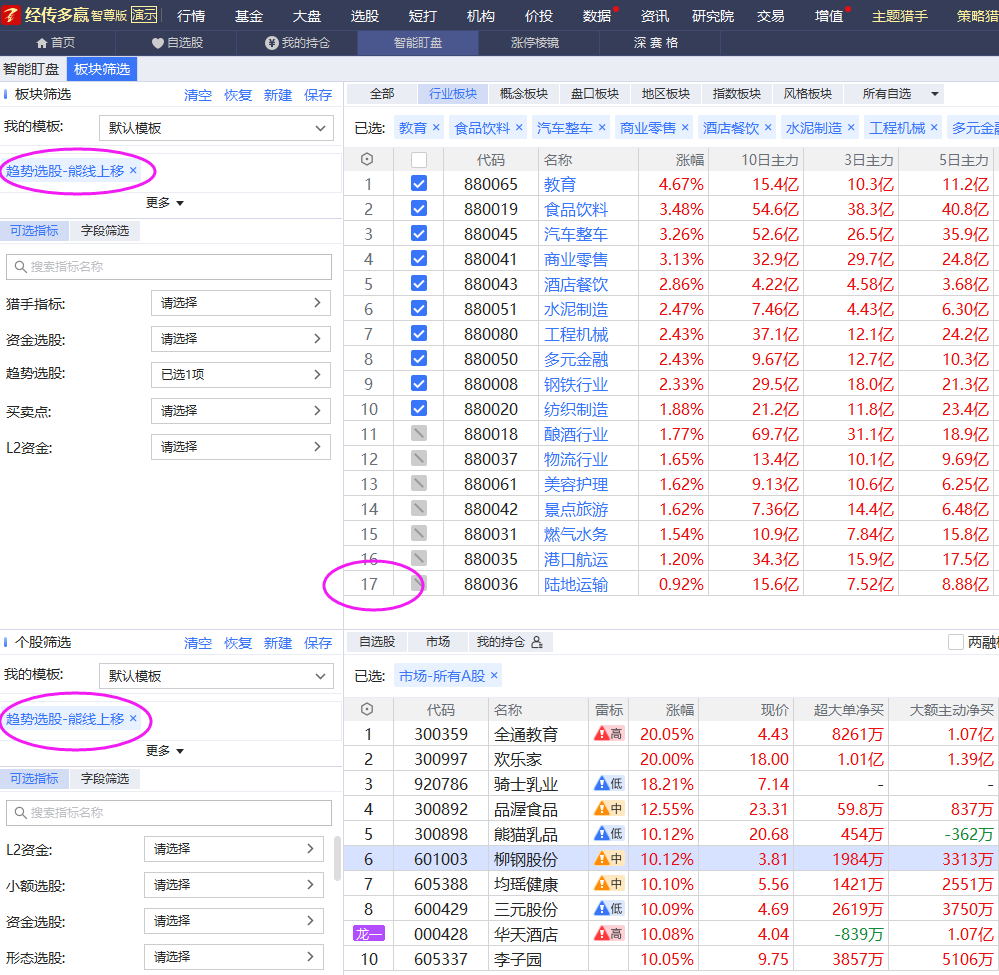 经传多赢 智尊版 演示 行情 基金 大盘 选股 短打 机构 价投 数据 资讯 研究院 交易 增值 主题猎手 策略猎
首页 自选股 我的持仓 智能盯盘 涨停棱镜 深赛格
智能盯盘 板块筛选
板块筛选 清空 恢复 新建 保存
我的模板: 默认模板
趋势选股-熊线上移 ×
更多
可选指标 字段筛选
搜索指标名称
猎手指标: 请选择
资金选股: 请选择
趋势选股: 已选1项
买卖点: 请选择
L2资金: 请选择
全部 行业板块 概念板块 盘口板块 地区板块 指数板块 风格板块 所有自选
已选: 教育 × 食品饮料 × 汽车整车 × 商业零售 × 酒店餐饮 × 水泥制造 × 工程机械 × 多元金融
代码 名称 涨幅 10日主力 3日主力 5日主力
1 880065 教育 4.67% 15.4亿 10.3亿 11.2亿
2 880019 食品饮料 3.48% 54.6亿 38.3亿 40.8亿
3 880045 汽车整车 3.26% 52.6亿 26.5亿 35.9亿
4 880041 商业零售 3.13% 32.9亿 29.7亿 24.8亿
5 880043 酒店餐饮 2.86% 4.22亿 4.58亿 3.68亿
6 880051 水泥制造 2.47% 7.46亿 4.43亿 6.30亿
7 880080 工程机械 2.43% 37.1亿 12.1亿 24.2亿
8 880050 多元金融 2.43% 9.67亿 12.7亿 10.3亿
9 880008 钢铁行业 2.33% 29.5亿 18.0亿 21.3亿
10 880020 纺织制造 1.88% 21.2亿 11.8亿 23.4亿
11 880018 酿酒行业 1.77% 69.7亿 31.1亿 18.9亿
12 880037 物流行业 1.65% 13.4亿 10.1亿 9.69亿
13 880061 美容护理 1.62% 9.13亿 10.6亿 6.25亿
14 880042 景点旅游 1.62% 7.36亿 14.4亿 6.48亿
15 880031 燃气水务 1.54% 10.9亿 7.84亿 15.8亿
16 880035 港口航运 1.20% 34.3亿 15.9亿 17.5亿
17 880036 陆地运输 0.92% 15.6亿 7.52亿 8.88亿
个股筛选 清空 恢复 新建 保存
我的模板: 默认模板
趋势选股-熊线上移 ×
更多
可选指标 字段筛选
搜索指标名称
L2资金: 请选择
小额选股: 请选择
资金选股: 请选择
形态选股: 请选择
自选股 市场 我的持仓 两融标
已选: 市场-所有A股 ×
代码 名称 雷标 涨幅 现价 超大单净买 大额主动净买
1 300359 全通教育 高 20.05% 4.43 8261万 1.07亿
2 300997 欢乐家 20.00% 18.00 1.01亿 1.39亿
3 920786 骑士乳业 低 18.21% 7.14 - -
4 300892 品渥食品 中 12.55% 23.31 59.8万 837万
5 300898 熊猫乳品 低 10.12% 20.68 454万 -362万
6 601003 柳钢股份 中 10.12% 3.81 1984万 3313万
7 605388 均瑶健康 中 10.10% 5.56 1421万 2551万
8 600429 三元股份 低 10.09% 4.69 2619万 3750万
龙一 000428 华天酒店 高 10.08% 4.04 -839万 1.07亿
10 605337 李子园 10.05% 9.75 3857万 5106万